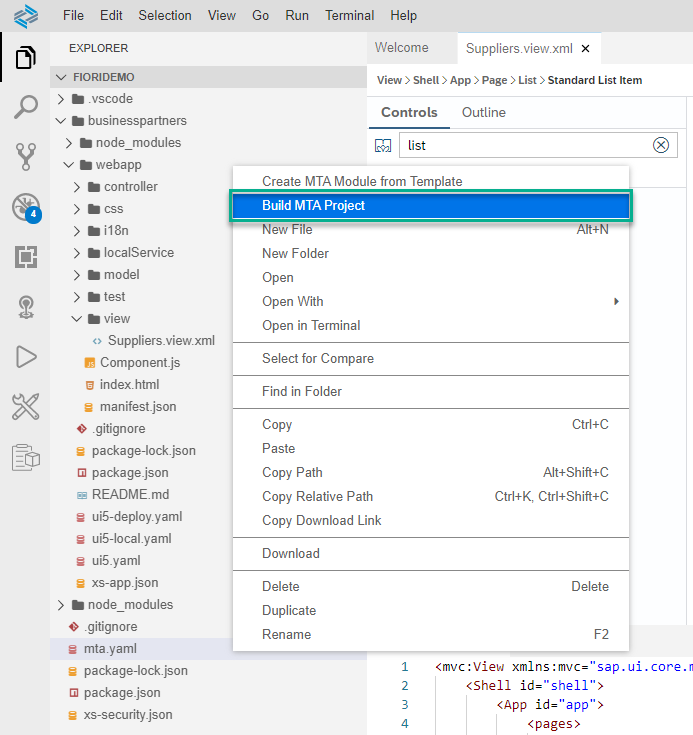 File Edit Selection View Go Run Terminal Help
EXPLORER
FIORIDEMO
.vscode
businesspartners
node_modules
webapp
controller
css
i18n
localService
model
test
view
Suppliers.view.xml
Component.js
index.html
manifest.json
.gitignore
package-lock.json
package.json
README.md
ui5-deploy.yaml
ui5-local.yaml
ui5.yaml
xs-app.json
node_modules
.gitignore
mta.yaml
package-lock.json
package.json
xs-security.json
4
Welcome Suppliers.view.xml ×
View > Shell > App > Page > List > Standard List Item
Controls Outline
list
Create MTA Module from Template
Build MTA Project
New File Alt+N
New Folder
Open
Open With
Open in Terminal
Select for Compare
Find in Folder
Copy Ctrl+C
Paste
Copy Path Alt+Shift+C
Copy Relative Path Ctrl+K, Ctrl+Shift+C
Copy Download Link
Download
Delete Delete
Duplicate
Rename F2
1 <mvc:View xmlns:mvc="sap.ui.core.m
2 <Shell id="shell">
3 <App id="app">
4 <pages>